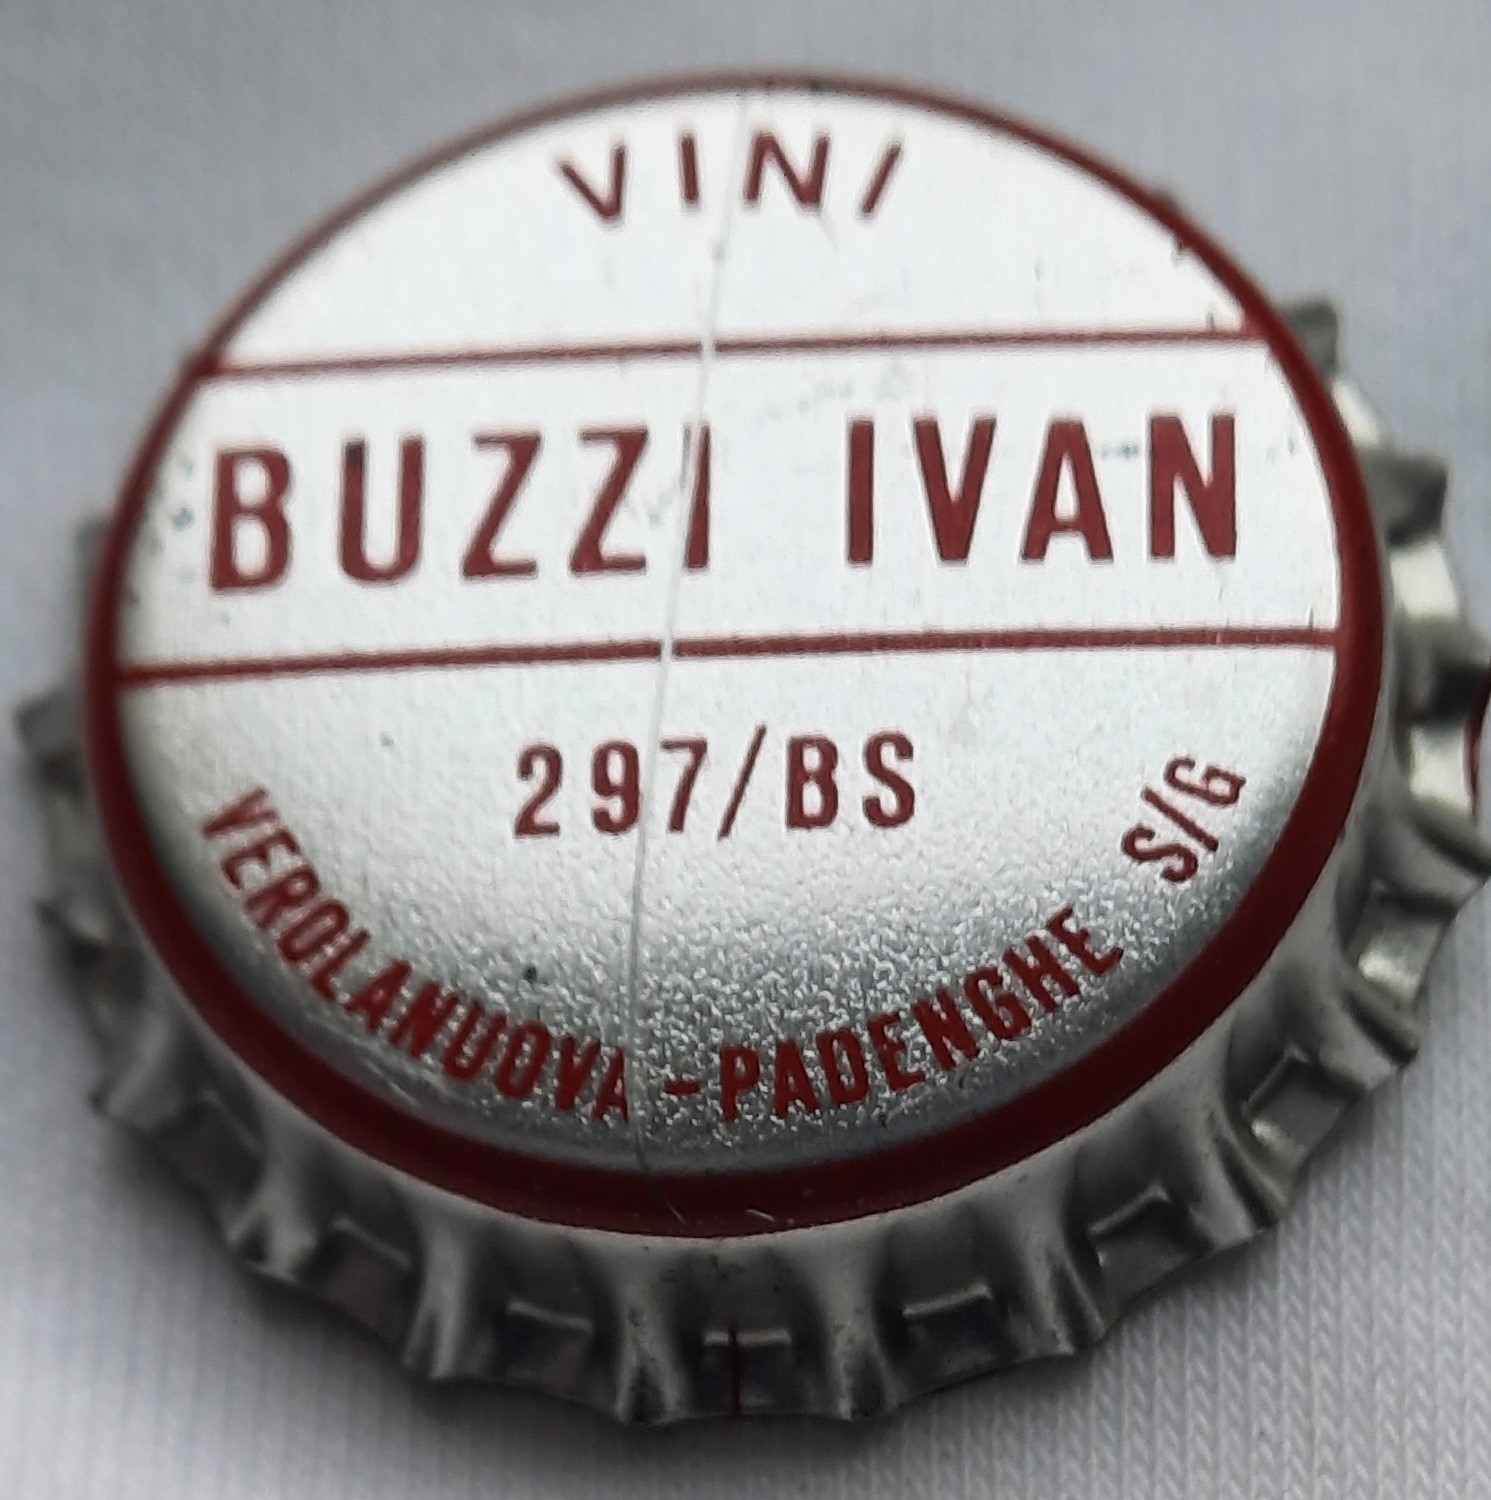 VINI
BUZZI IVAN
297/BS
VEROLANUOVA - PADENGHE S/G